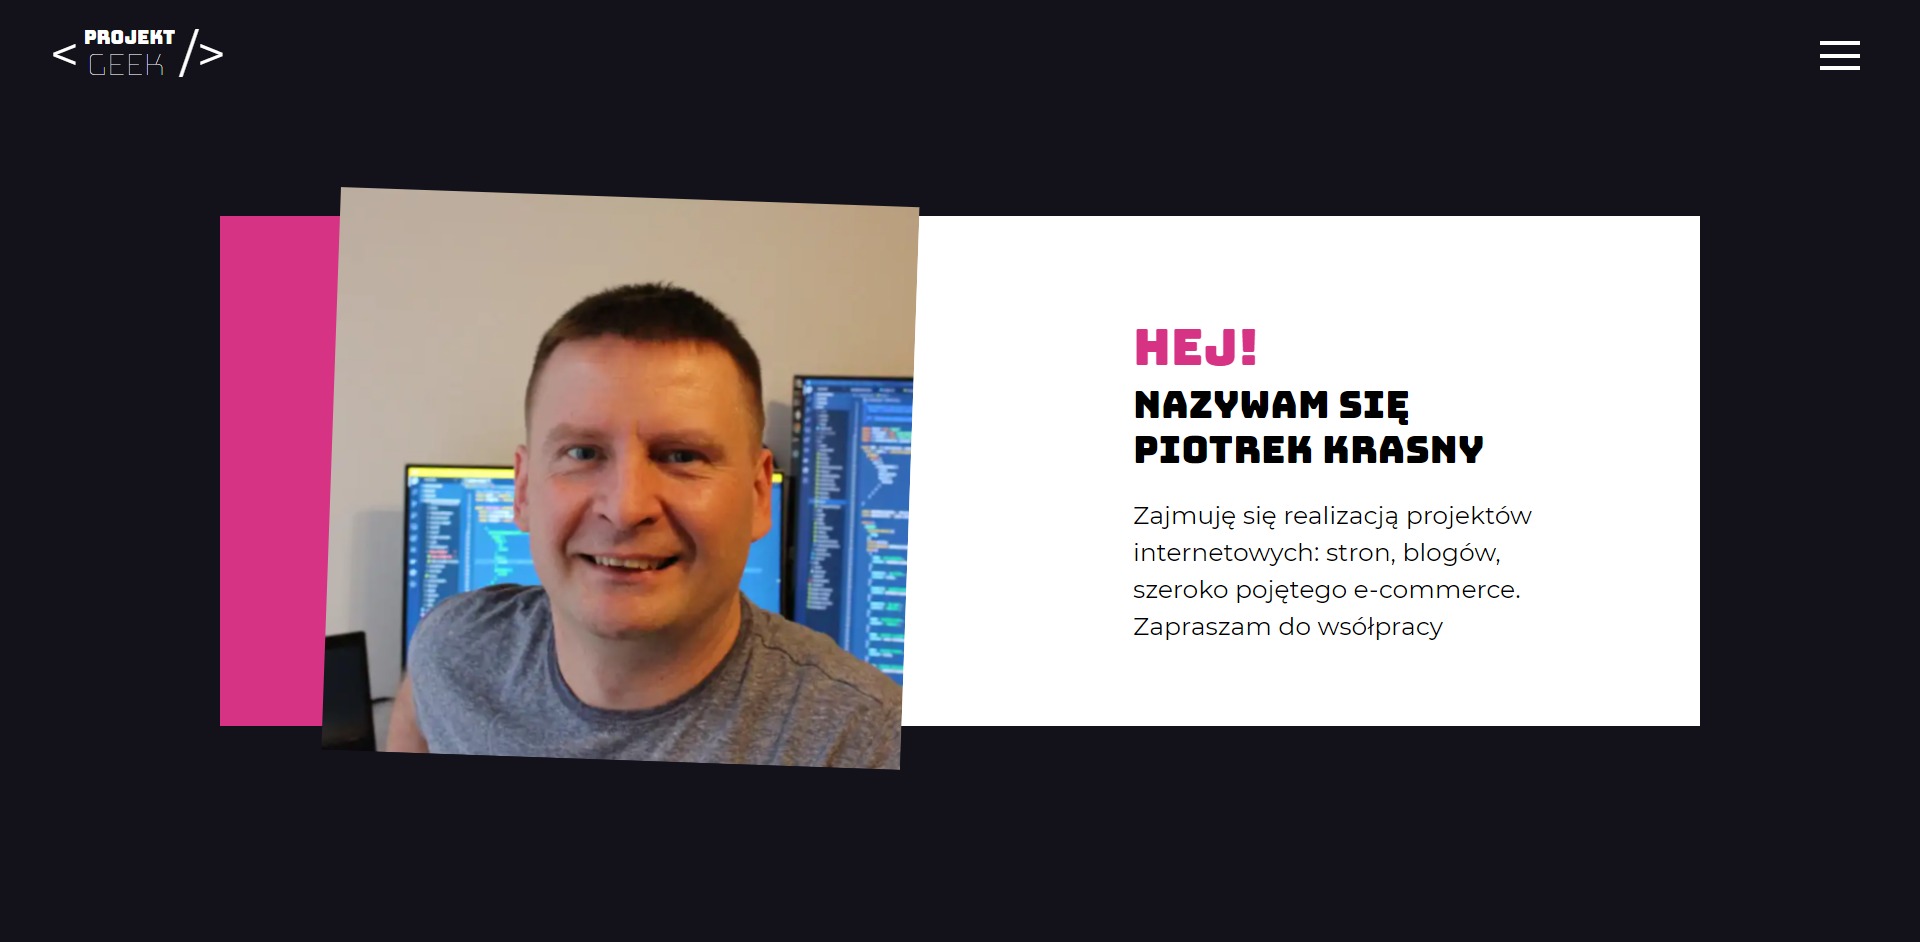 < PROJEKT
GEEK />
HEJ!
NAZYWAM SIĘ
PIOTREK KRASNY
Zajmuję się realizacją projektów
internetowych: stron, blogów,
szeroko pojętego e-commerce.
Zapraszam do wsółpracy